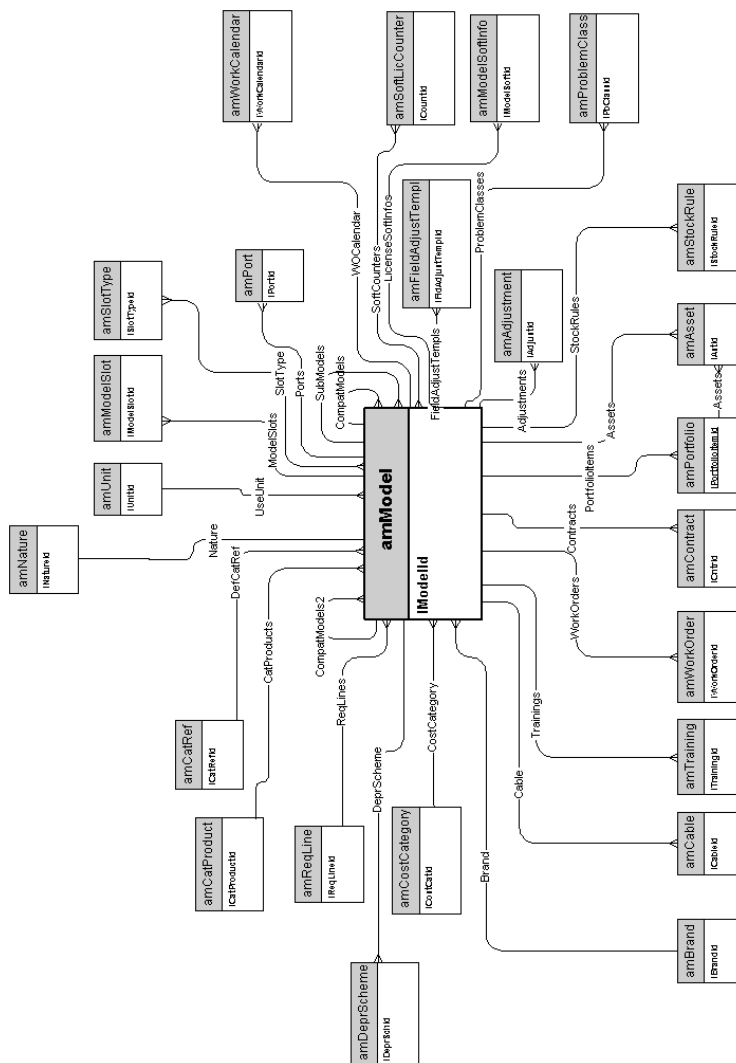 amWorkCalendar
lWorkCalendarId
amSoftLicCounter
lCountId
amModelSoftInfo
lModelSoftId
amProblemClass
lPbClassId
amSlotType
lSlotTypeId
amPort
lPortId
amFieldAdjustTempl
lFldAdjustTemplId
amAdjustment
lAdjustId
amStockRule
lStockRuleId
amModelSlot
lModelSlotId
amUnit
lUnitId
amNature
lNatureId
amAsset
lAstId
amPortfolio
lPortfolioItemId
amContract
lCntrId
amWorkOrder
lWorkOrderId
amTraining
lTrainingId
amCable
lCableId
amBrand
lBrandId
amCatRef
lCatRefId
amCatProduct
lCatProductId
amReqLine
lReqLineId
amCostCategory
lCostCatId
amDeprScheme
lDeprSchId
amModel
lModelId
WOCalendar
SoftCounters
LicenseSoftInfos
ProblemClasses
FieldAdjustTempls
Adjustments
StockRules
SlotType
Ports
SubModels
CompatModels
ModelSlots
UseUnit
Nature
DefCatRef
CatProducts
CompatModels2
ReqLines
DeprScheme
CostCategory
Brand
Cable
Trainings
WorkOrders
Contracts
PortfolioItems
Assets
Assets